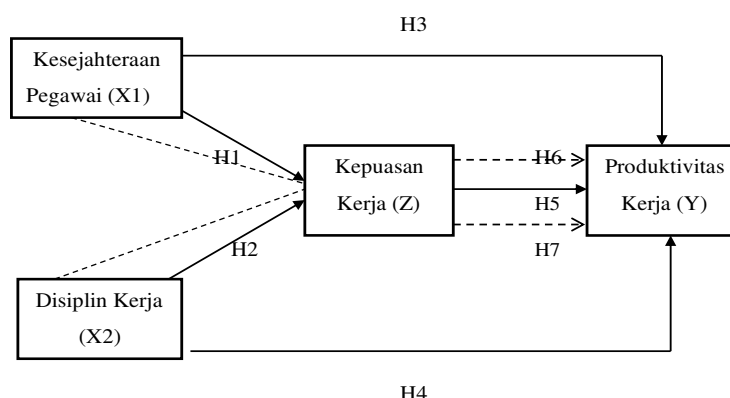 H3
Kesejahteraan
Pegawai (X1)
H1
Kepuasan
Kerja (Z)
H6
H5
H7
Produktivitas
Kerja (Y)
H2
Disiplin Kerja
(X2)
H4